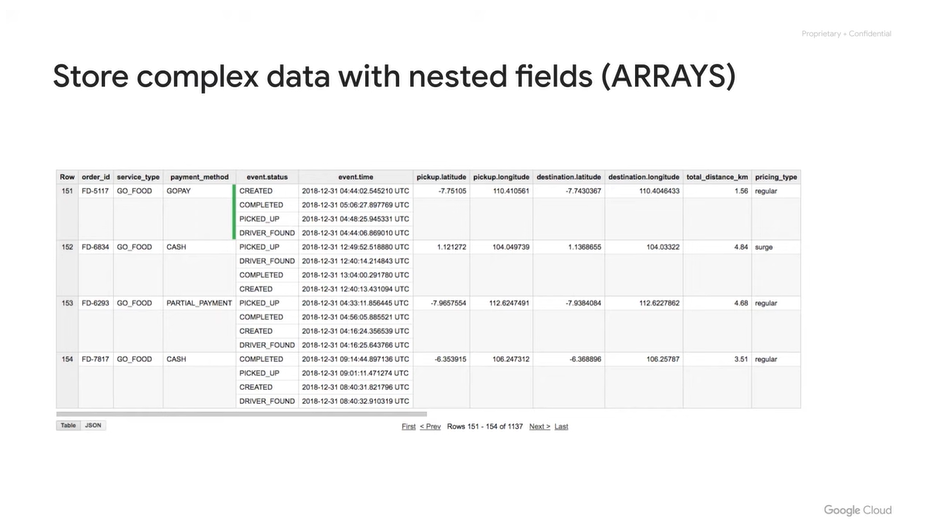 Proprietary + Confidential
Store complex data with nested fields (ARRAYS)
Row order_id service_type payment_method event.status event.time pickup.latitude pickup.longitude destination.latitude destination.longitude total_distance_km pricing_type
151 FD-5117 GO_FOOD GOPAY CREATED 2018-12-31 04:44:02.545210 UTC -7.75105 110.410561 -7.7430367 110.4046433 1.56 regular
COMPLETED 2018-12-31 05:06:27.897769 UTC
PICKED_UP 2018-12-31 04:48:25.945331 UTC
DRIVER_FOUND 2018-12-31 04:44:06.869010 UTC
152 FD-6834 GO_FOOD CASH PICKED_UP 2018-12-31 12:49:52.518880 UTC 1.121272 104.049739 1.1368655 104.03322 4.84 surge
DRIVER_FOUND 2018-12-31 12:40:14.214843 UTC
COMPLETED 2018-12-31 13:04:00.291780 UTC
CREATED 2018-12-31 12:40:13.431094 UTC
153 FD-6293 GO_FOOD PARTIAL_PAYMENT PICKED_UP 2018-12-31 04:33:11.856445 UTC -7.9657554 112.6247491 -7.9384084 112.6227862 4.68 regular
COMPLETED 2018-12-31 04:56:05.885521 UTC
CREATED 2018-12-31 04:16:24.356539 UTC
DRIVER_FOUND 2018-12-31 04:16:25.643766 UTC
154 FD-7817 GO_FOOD CASH COMPLETED 2018-12-31 09:14:44.897136 UTC -6.353915 106.247312 -6.368896 106.25787 3.51 regular
PICKED_UP 2018-12-31 09:01:11.471274 UTC
CREATED 2018-12-31 08:40:31.821796 UTC
DRIVER_FOUND 2018-12-31 08:40:32.910319 UTC
Table JSON First < Prev Rows 151 - 154 of 1137 Next > Last
Google Cloud